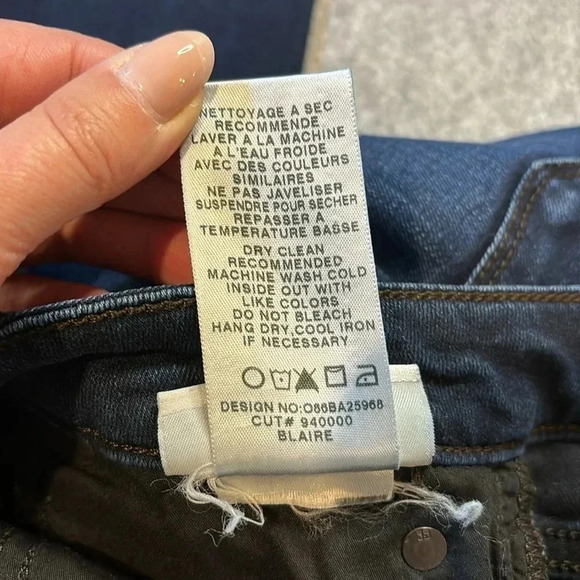 NETTOYAGE A SEC
RECOMMENDE
LAVER A LA MACHINE
A L'EAU FROIDE
AVEC DES COULEURS
SIMILAIRES
NE PAS JAVELISER
SUSPENDRE POUR SECHER
REPASSER A
TEMPERATURE BASSE
DRY CLEAN
RECOMMENDED
MACHINE WASH COLD
INSIDE OUT WITH
LIKE COLORS
DO NOT BLEACH
HANG DRY,COOL IRON
IF NECESSARY
DESIGN NO:O86BA25968
CUT# 940000
BLAIRE